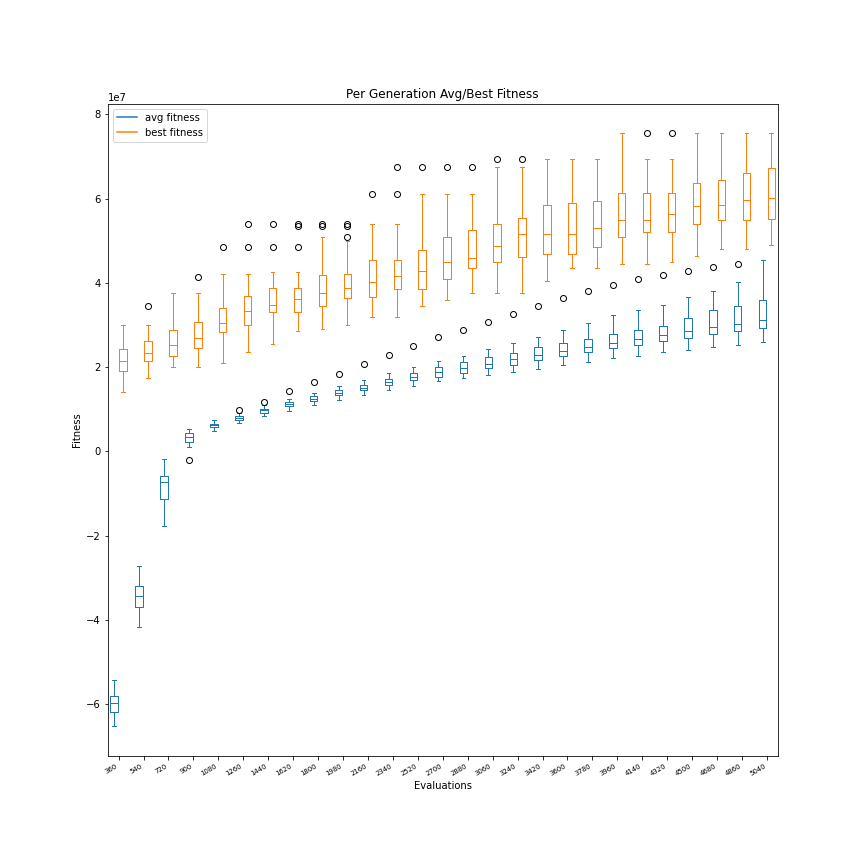 Per Generation Avg/Best Fitness
1e7
avg fitness
best fitness
8
6
4
2
0
−2
−4
−6
Fitness
360 540 720 900 1080 1260 1440 1620 1800 1980 2160 2340 2520 2700 2880 3060 3240 3420 3600 3780 3960 4140 4320 4500 4680 4860 5040
Evaluations